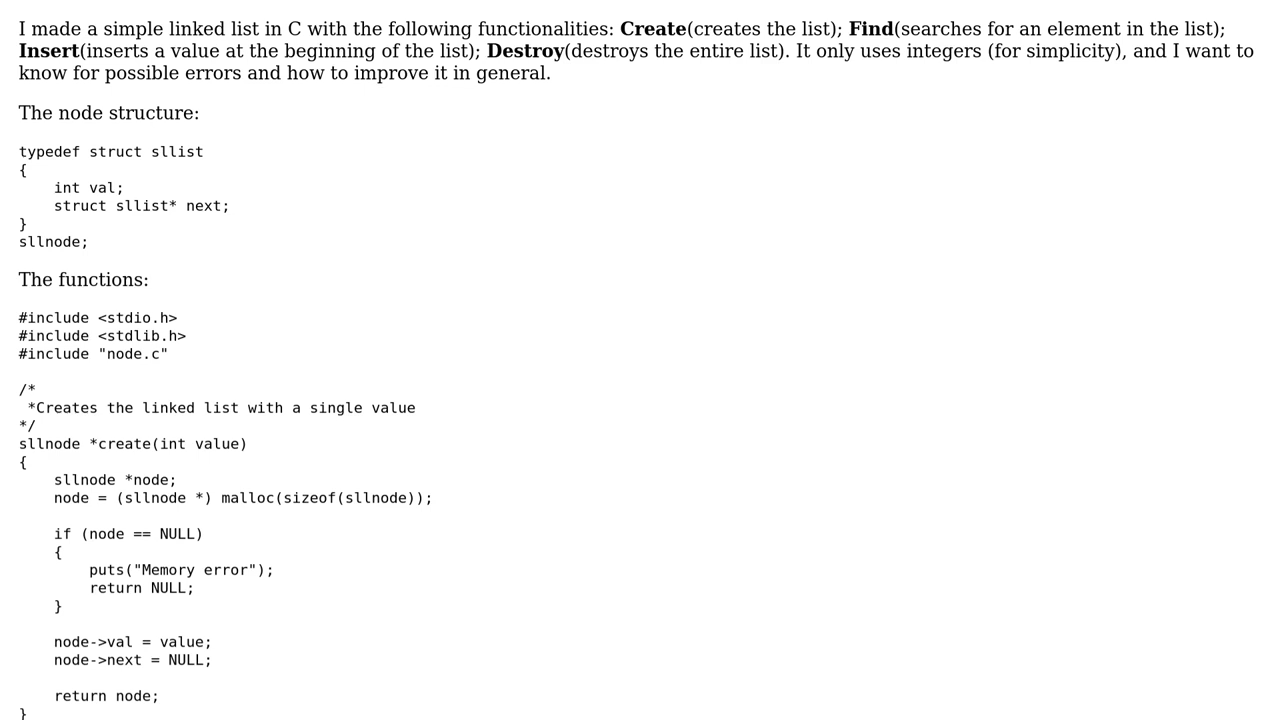 I made a simple linked list in C with the following functionalities: Create(creates the list); Find(searches for an element in the list);
Insert(inserts a value at the beginning of the list); Destroy(destroys the entire list). It only uses integers (for simplicity), and I want to
know for possible errors and how to improve it in general.
The node structure:
typedef struct sllist
{
    int val;
    struct sllist* next;
}
sllnode;
The functions:
#include <stdio.h>
#include <stdlib.h>
#include "node.c"
/*
 *Creates the linked list with a single value
*/
sllnode *create(int value)
{
    sllnode *node;
    node = (sllnode *) malloc(sizeof(sllnode));
    if (node == NULL)
    {
        puts("Memory error");
        return NULL;
    }
    node->val = value;
    node->next = NULL;
    return node;
}